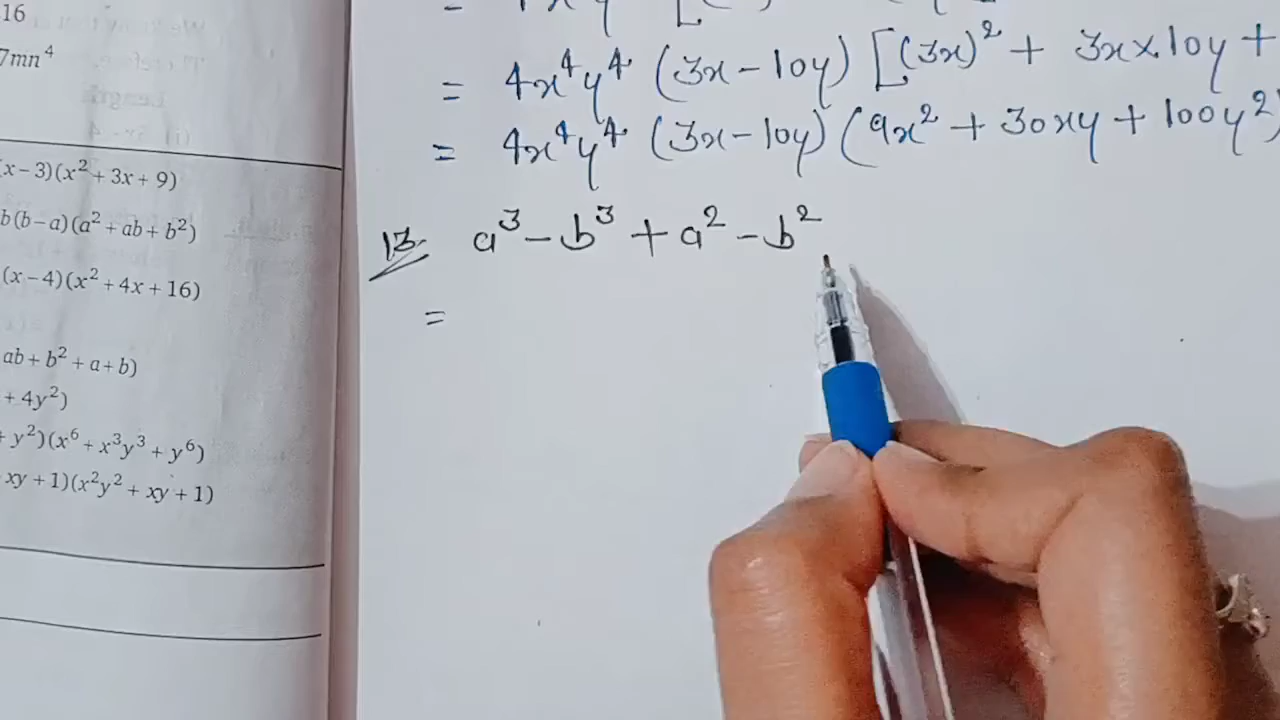 16
7mn⁴
x – 3)(x² + 3x + 9)
b(b – a)(a² + ab + b²)
(x – 4)(x² + 4x + 16)
ab + b² + a + b)
+ 4y²)
+ y²)(x⁶ + x³y³ + y⁶)
xy + 1)(x²y² + xy + 1)
= 4x⁴y⁴ (3x – 10y) [(3x)² + 3x × 10y +
= 4x⁴y⁴ (3x – 10y) (9x² + 30xy + 100y²)
13. a³ – b³ + a² – b²
=